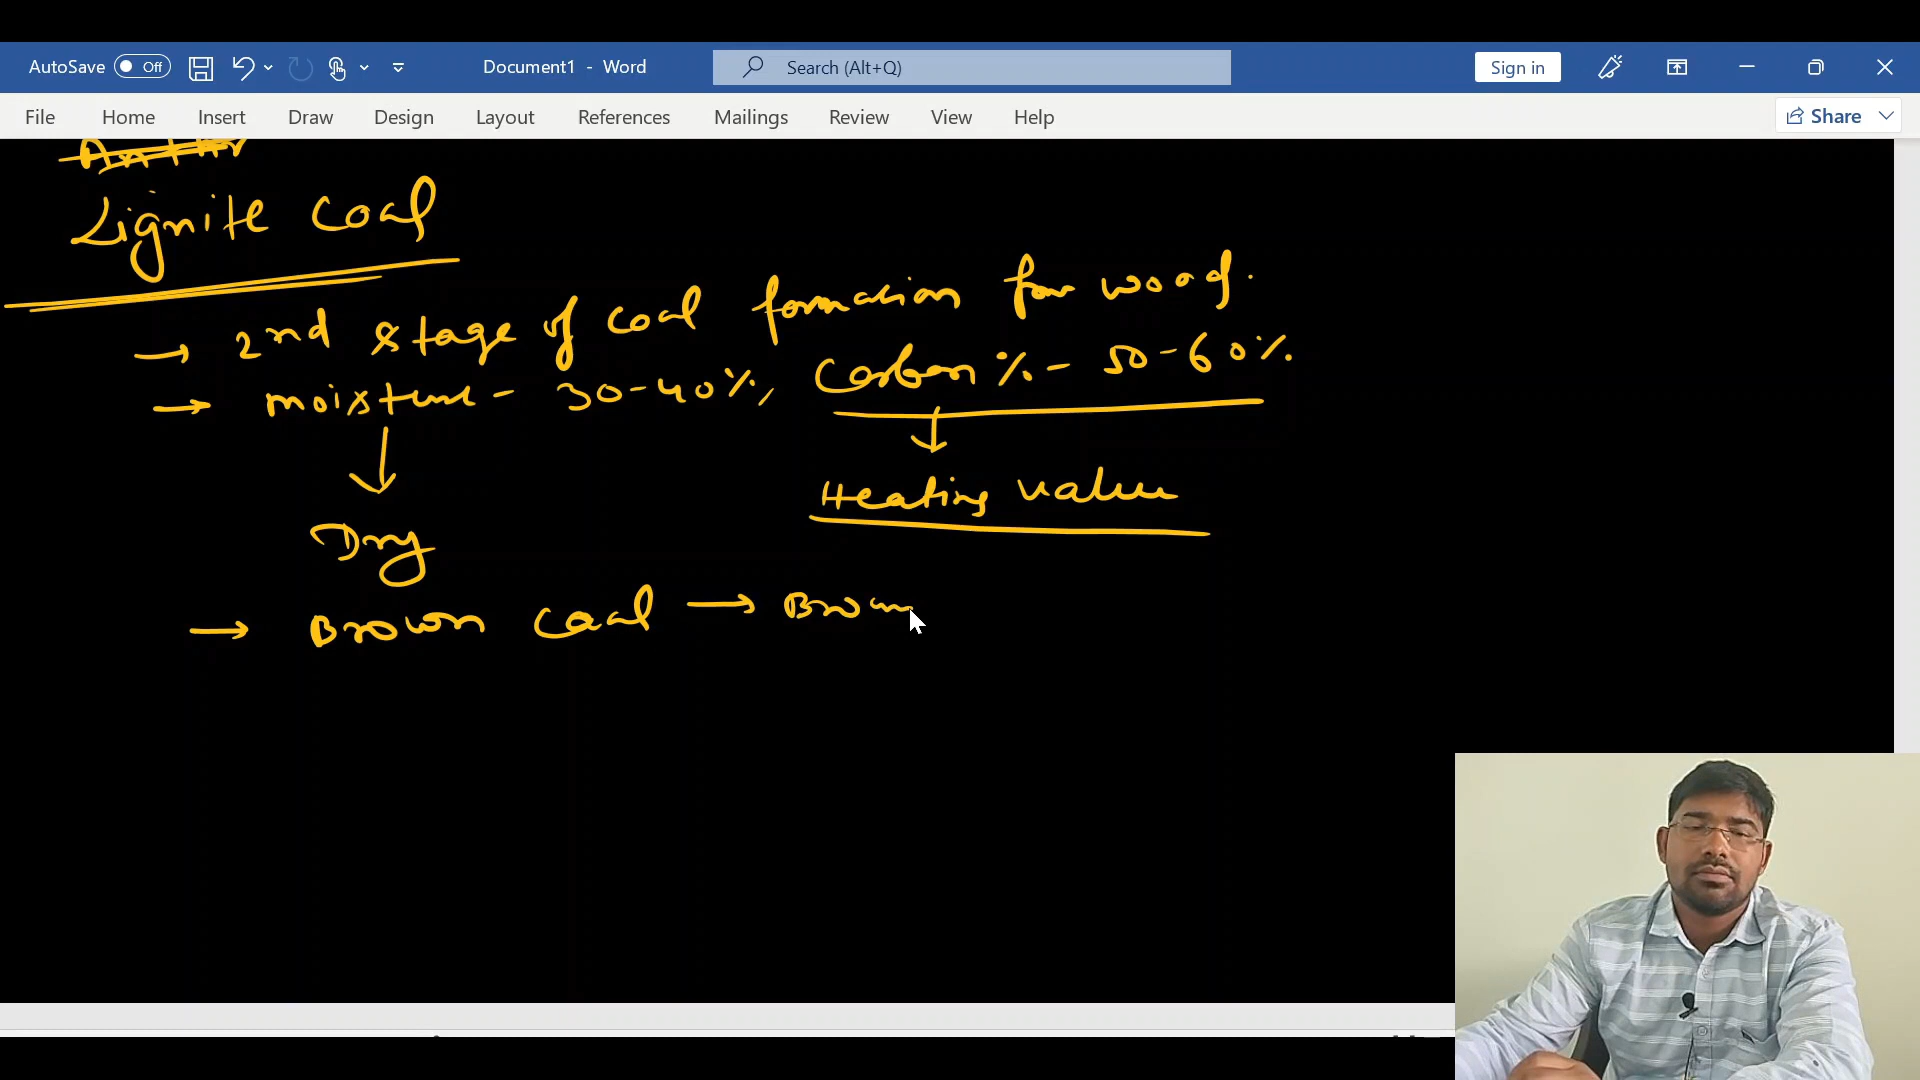 AutoSave Off Document1 - Word Search (Alt+Q) Sign in
File Home Insert Draw Design Layout References Mailings Review View Help Share
Lignite Coal
→ 2nd stage of coal formation for wood.
→ moisture - 30-40%, Carbon % - 50-60%.
↓ ↓
Heating value
Dry
→ Brown Coal → Brown